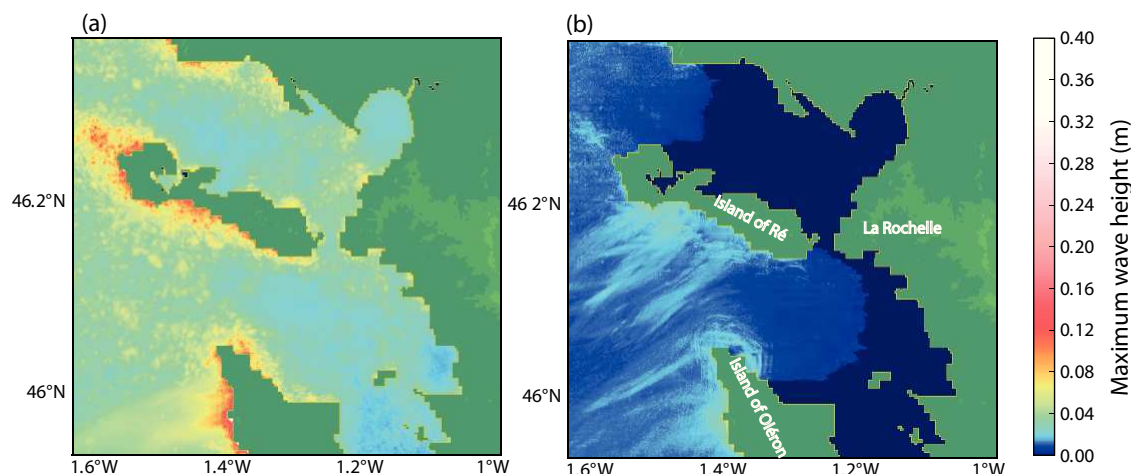 (a)
(b)
46.2°N
46°N
1.6°W
1.4°W
1.2°W
1°W
46 2°N
46°N
1.6°W
1.4°W
1.2°W
1°W
Island of Ré
La Rochelle
Island of Oléron
0.40
0.36
0.32
0.28
0.24
0.20
0.16
0.12
0.08
0.04
0.00
Maximum wave height (m)